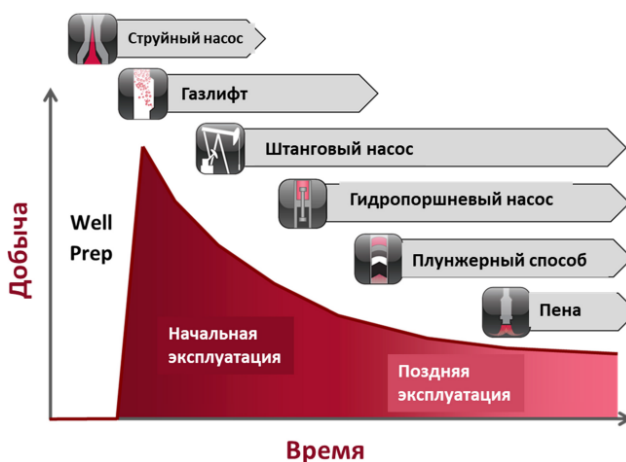 Струйный насос
Газлифт
Штанговый насос
Гидропоршневый насос
Плунжерный способ
Пена
Добыча
Well
Prep
Начальная
эксплуатация
Поздняя
эксплуатация
Время